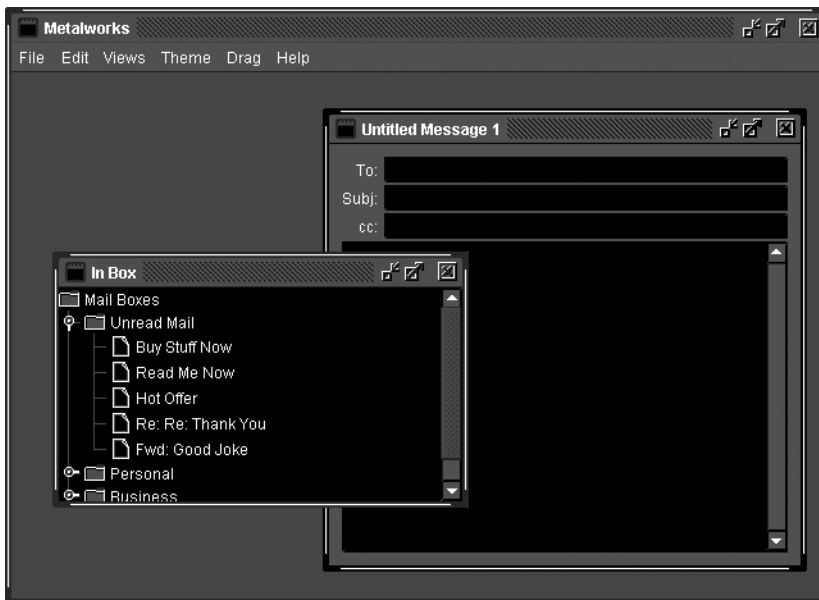 Metalworks
File Edit Views Theme Drag Help
Untitled Message 1
To:
Subj:
cc:
In Box
Mail Boxes
Unread Mail
Buy Stuff Now
Read Me Now
Hot Offer
Re: Re: Thank You
Fwd: Good Joke
Personal
Business